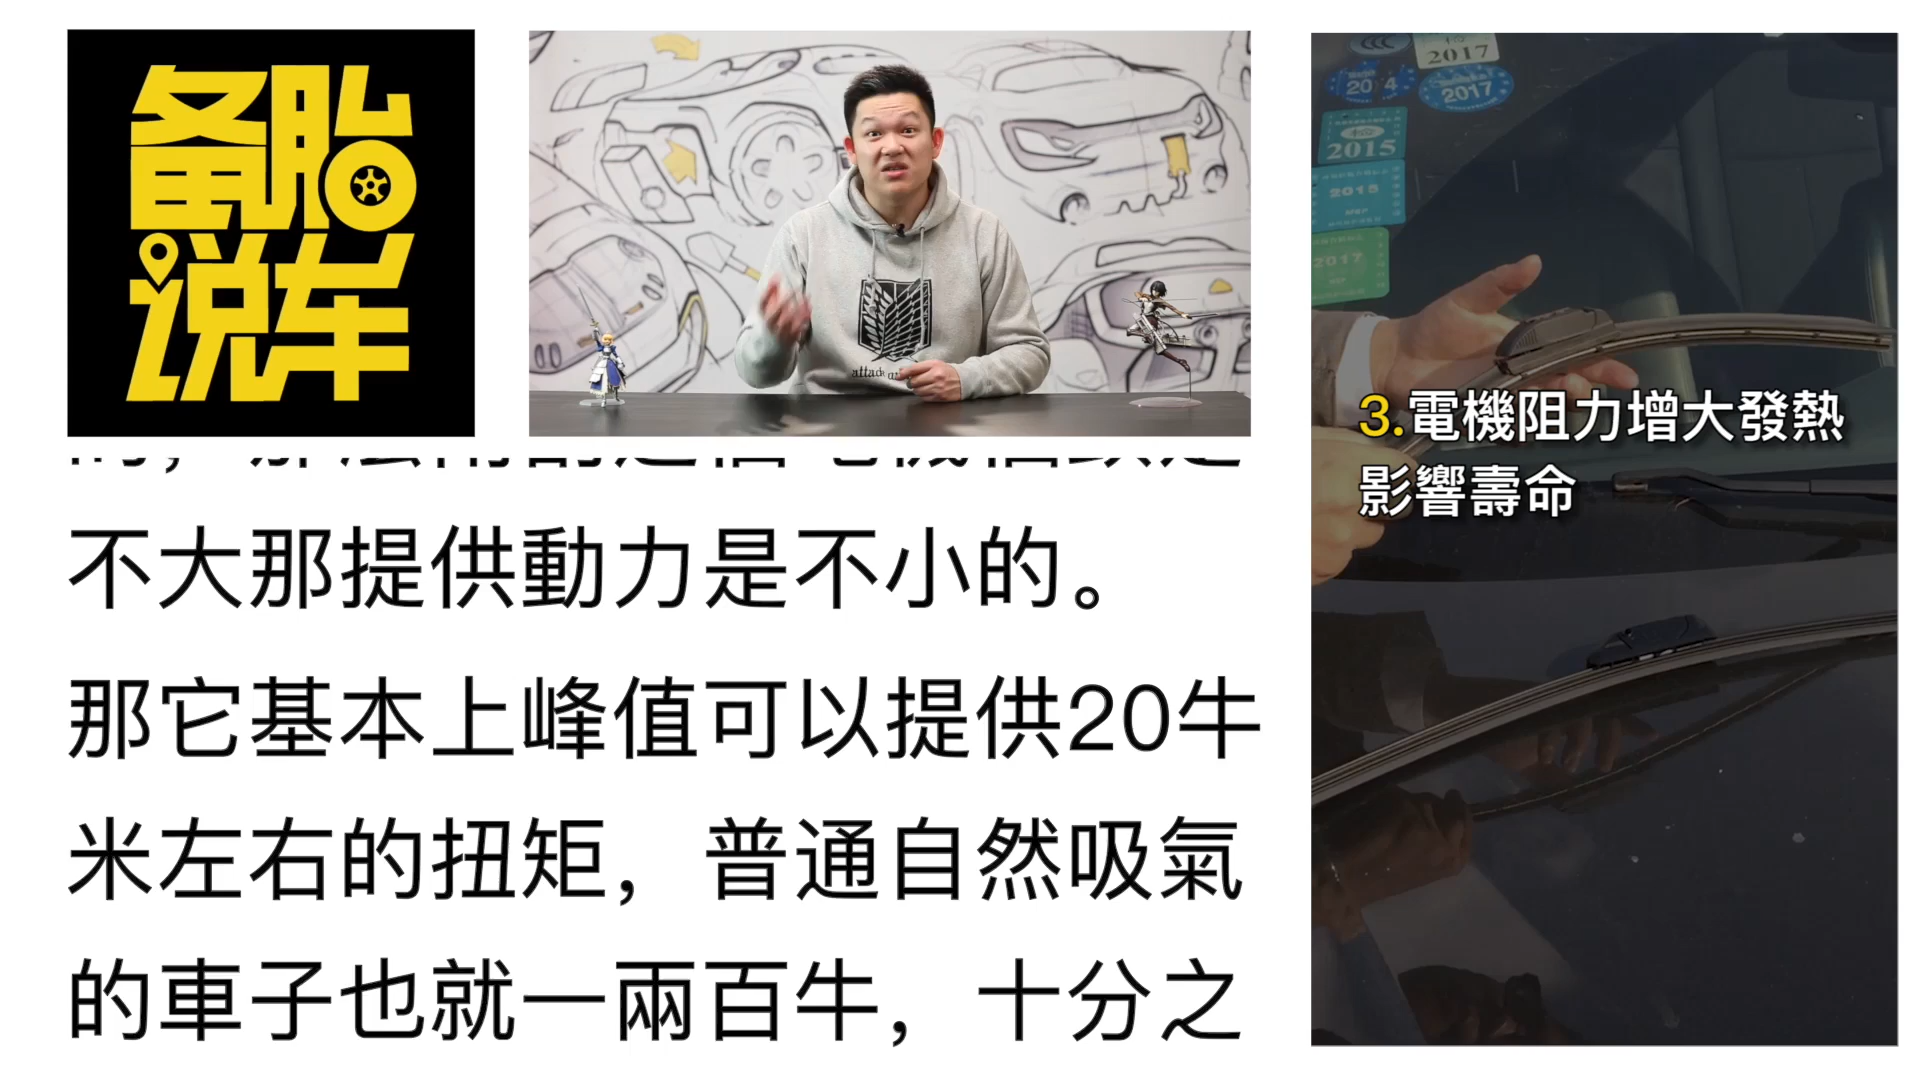 备胎
说车
attack
不大那提供動力是不小的。
那它基本上峰值可以提供20牛
米左右的扭矩，普通自然吸氣
的車子也就一兩百牛，十分之
2017
2017
2015
2015
2017
3.電機阻力增大發熱
影響壽命